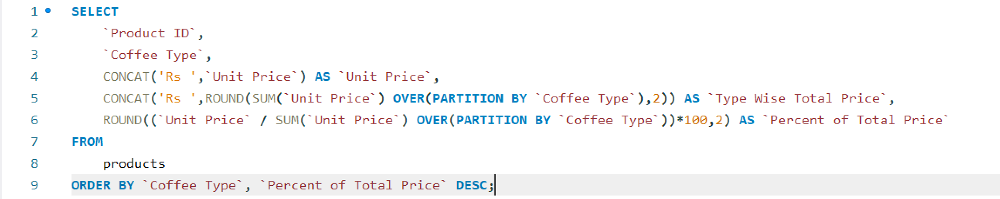 1 SELECT
2 `Product ID`,
3 `Coffee Type`,
4 CONCAT('Rs ',`Unit Price`) AS `Unit Price`,
5 CONCAT('Rs ',ROUND(SUM(`Unit Price`) OVER(PARTITION BY `Coffee Type`),2)) AS `Type Wise Total Price`,
6 ROUND((`Unit Price` / SUM(`Unit Price`) OVER(PARTITION BY `Coffee Type`))*100,2) AS `Percent of Total Price`
7 FROM
8 products
9 ORDER BY `Coffee Type`, `Percent of Total Price` DESC;